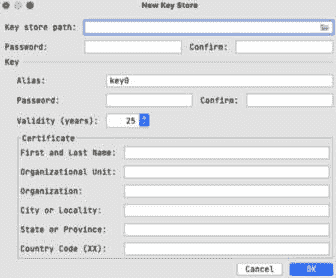 New Key Store
Key store path:
Password: Confirm:
Key
Alias: key0
Password: Confirm:
Validity (years): 25
Certificate
First and Last Name:
Organizational Unit:
Organization:
City or Locality:
State or Province:
Country Code (XX):
Cancel OK